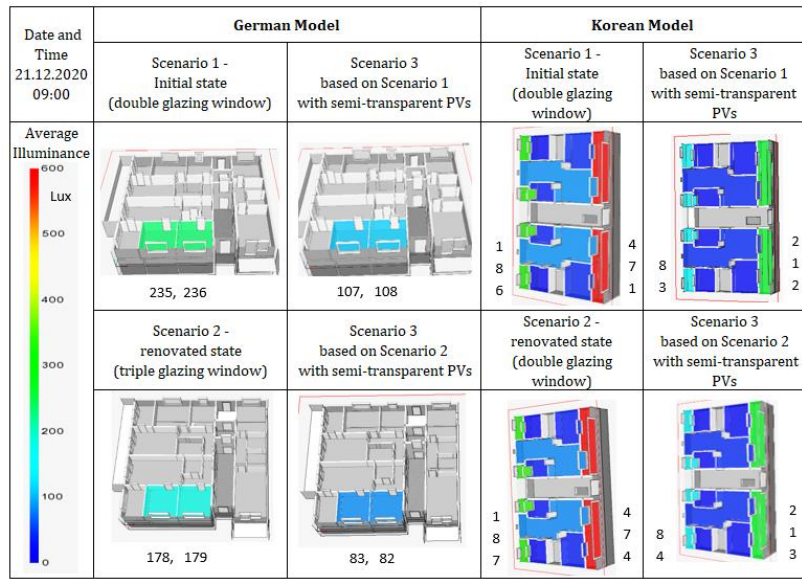 Date and
Time
21.12.2020
09:00
German Model
Korean Model
Scenario 1 -
Initial state
(double glazing window)
Scenario 3
based on Scenario 1
with semi-transparent PVs
Scenario 1 -
Initial state
(double glazing
window)
Scenario 3
based on Scenario 1
with semi-transparent
PVs
Average
Illuminance
600
Lux
400
300
200
100
0
235, 236
107, 108
1
8
6
4
7
1
8
3
2
1
2
Scenario 2 -
renovated state
(triple glazing window)
Scenario 3
based on Scenario 2
with semi-transparent PVs
Scenario 2 -
renovated state
(double glazing
window)
Scenario 3
based on Scenario 2
with semi-transparent
PVs
178, 179
83, 82
1
8
7
4
7
4
8
4
2
1
3